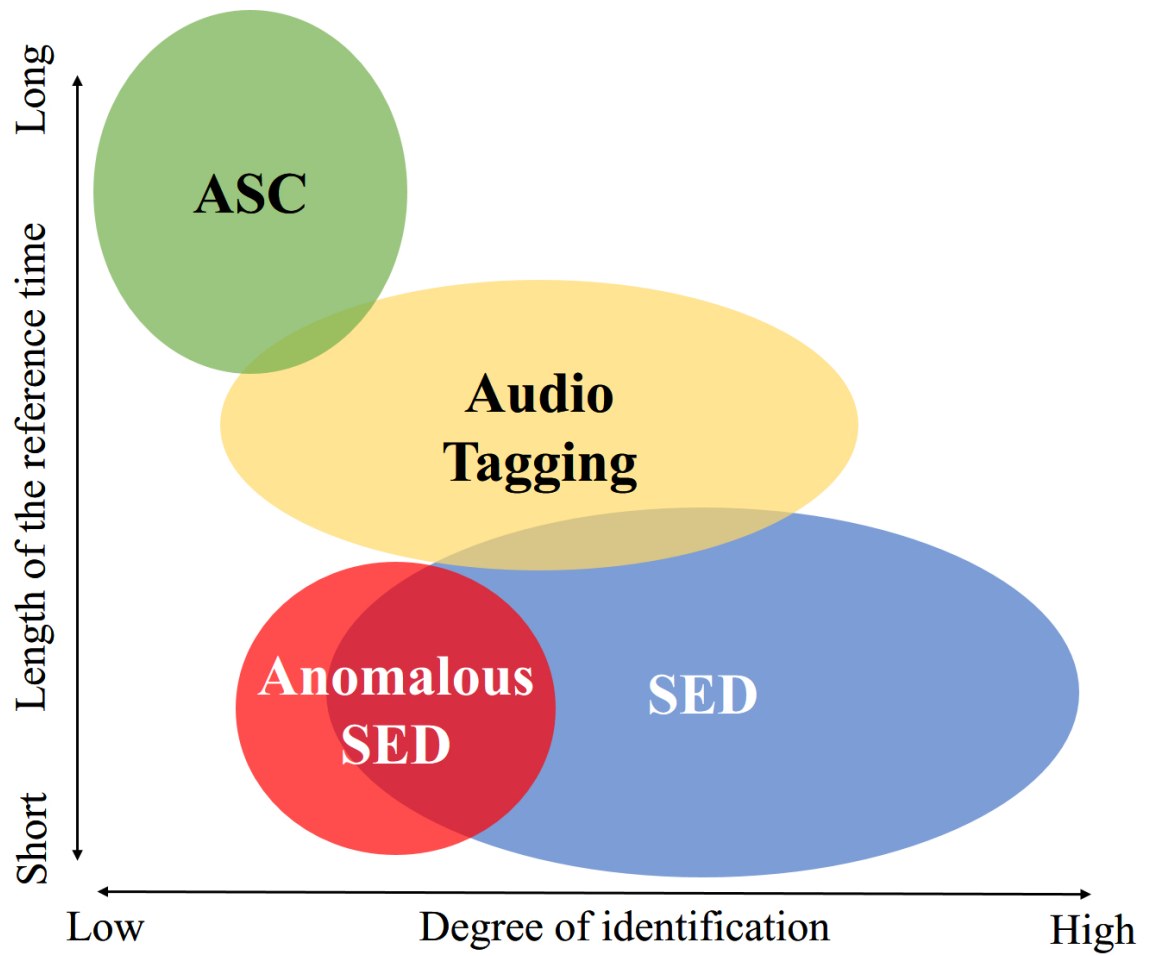 Long
Length of the reference time
Short
ASC
Audio
Tagging
Anomalous
SED
SED
Low
Degree of identification
High